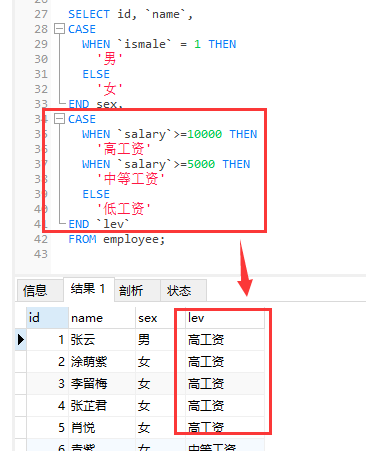 27 SELECT id, `name`,
28 CASE
29 WHEN `ismale` = 1 THEN
30 '男'
31 ELSE
32 '女'
33 END sex,
34 CASE
35 WHEN `salary`>=10000 THEN
36 '高工资'
37 WHEN `salary`>=5000 THEN
38 '中等工资'
39 ELSE
40 '低工资'
41 END `lev`
42 FROM employee;
43
信息 结果 1 剖析 状态
id name sex lev
1 张云 男 高工资
2 涂萌紫 女 高工资
3 李留梅 女 高工资
4 张芷君 女 高工资
5 肖悦 女 高工资
6 袁紫 女 中等工资